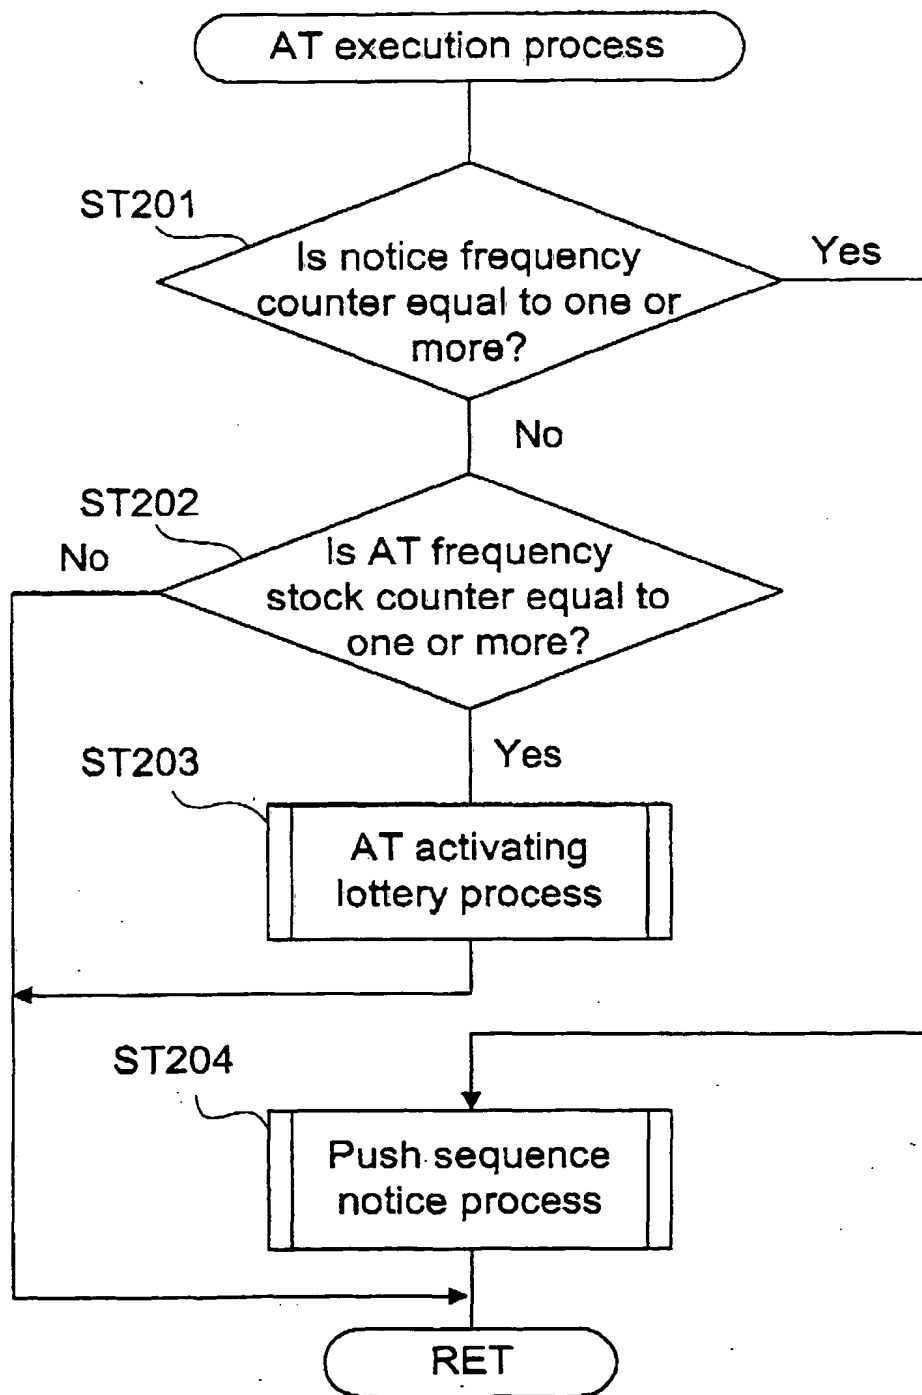 AT execution process
ST201
Is notice frequency
counter equal to one or
more?
Yes
No
ST202
No
Is AT frequency
stock counter equal to
one or more?
Yes
ST203
AT activating
lottery process
ST204
Push sequence
notice process
RET